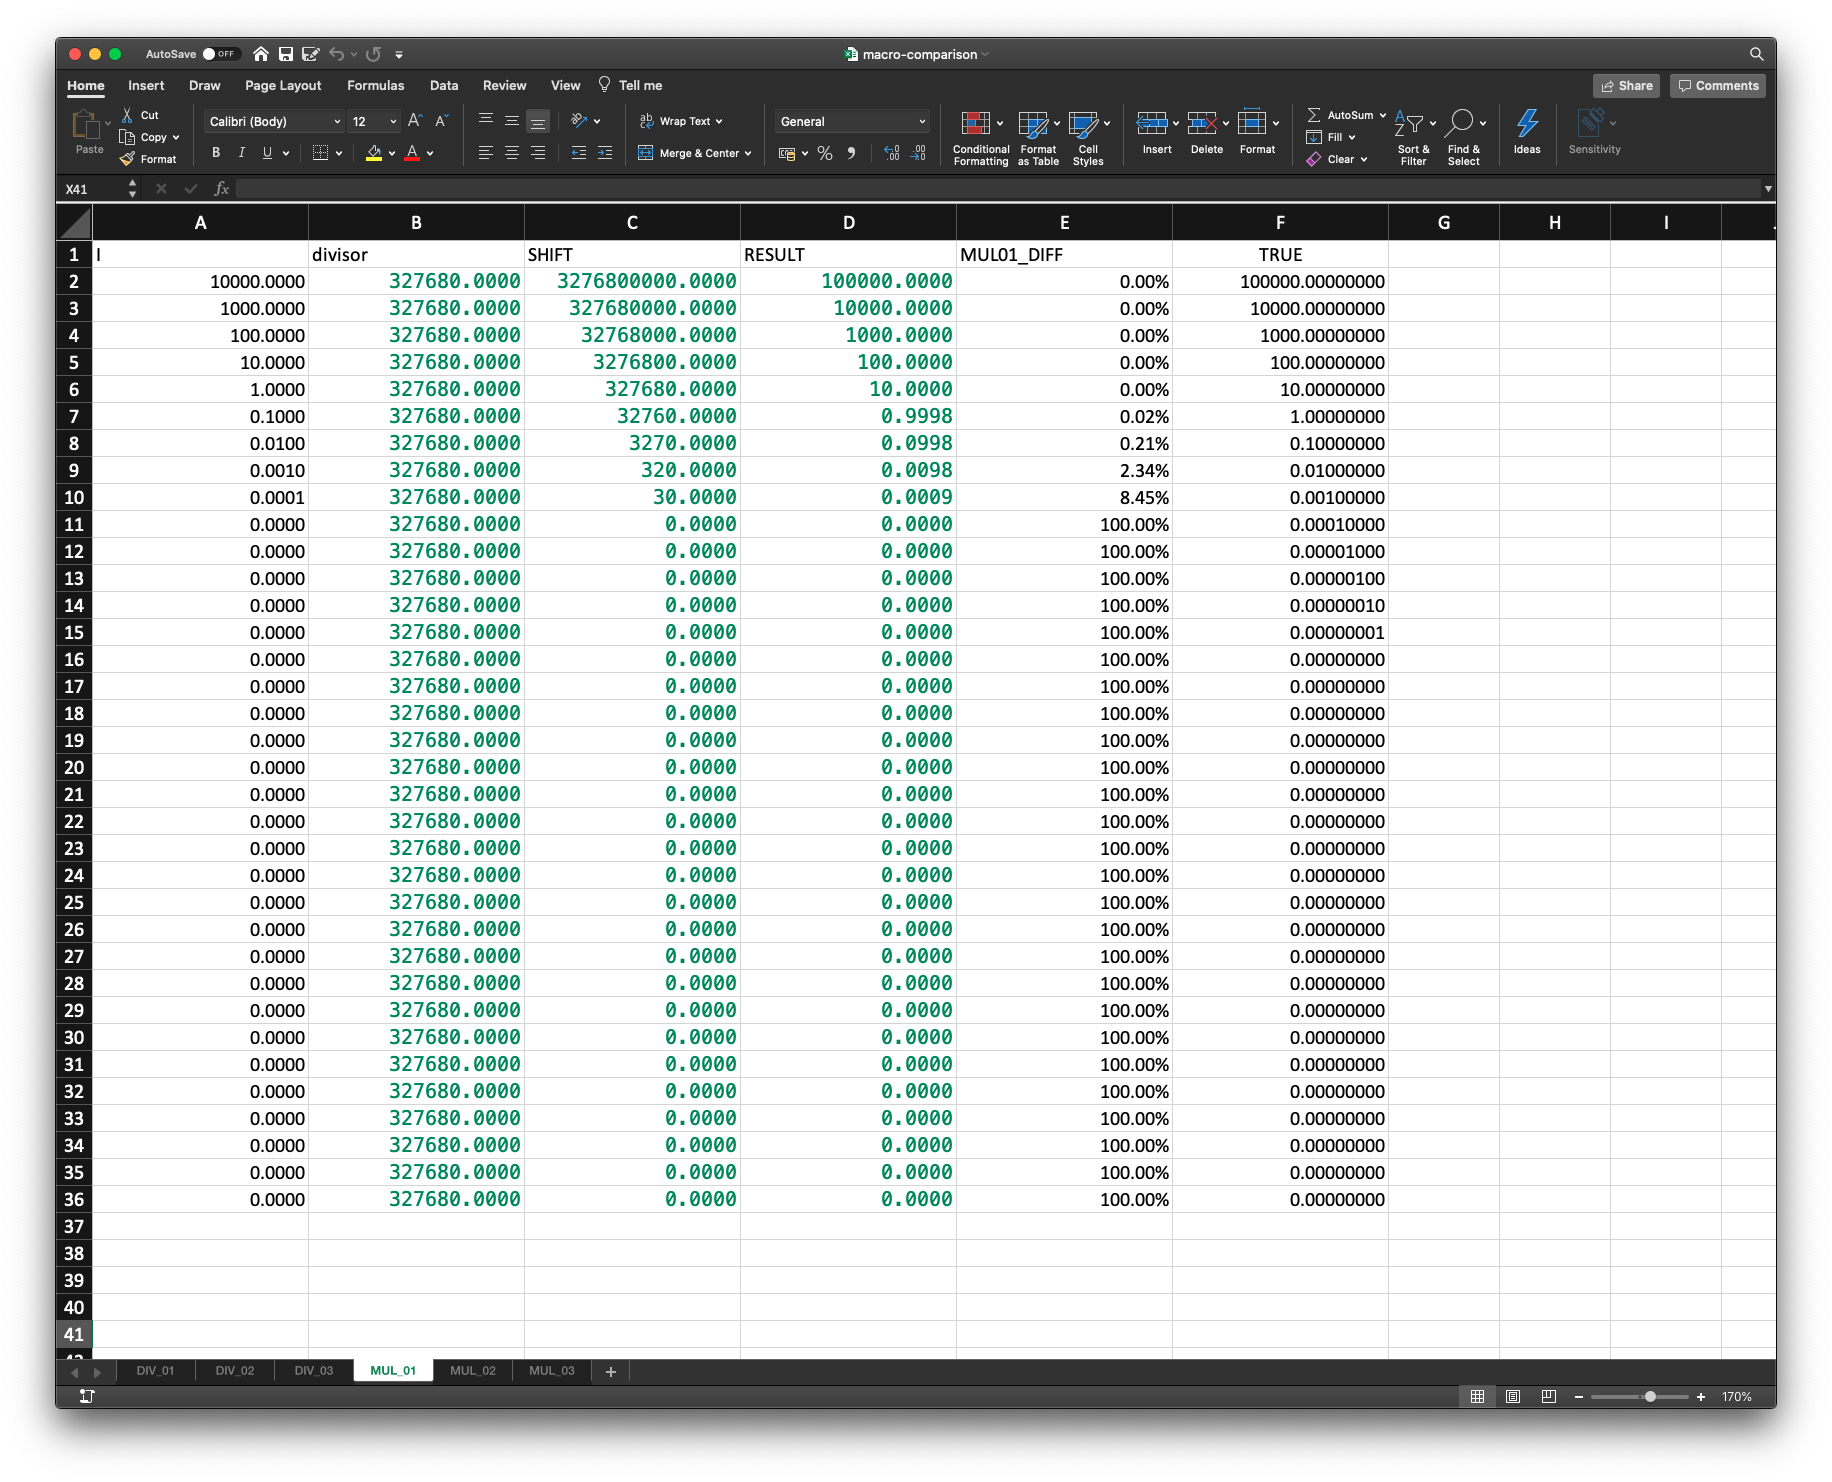 AutoSave OFF macro-comparison
Home Insert Draw Page Layout Formulas Data Review View Tell me Share Comments
Paste Cut Copy Format Calibri (Body) 12 A A Wrap Text General Conditional Formatting Format as Table Cell Styles Insert Delete Format AutoSum Fill Clear Sort & Filter Find & Select Ideas Sensitivity
B I U A Merge & Center % 
X41 fx
A B C D E F G H I
1 I divisor SHIFT RESULT MUL01_DIFF TRUE
2 10000.0000 327680.0000 3276800000.0000 100000.0000 0.00% 100000.00000000
3 1000.0000 327680.0000 327680000.0000 10000.0000 0.00% 10000.00000000
4 100.0000 327680.0000 32768000.0000 1000.0000 0.00% 1000.00000000
5 10.0000 327680.0000 3276800.0000 100.0000 0.00% 100.00000000
6 1.0000 327680.0000 327680.0000 10.0000 0.00% 10.00000000
7 0.1000 327680.0000 32760.0000 0.9998 0.02% 1.00000000
8 0.0100 327680.0000 3270.0000 0.0998 0.21% 0.10000000
9 0.0010 327680.0000 320.0000 0.0098 2.34% 0.01000000
10 0.0001 327680.0000 30.0000 0.0009 8.45% 0.00100000
11 0.0000 327680.0000 0.0000 0.0000 100.00% 0.00010000
12 0.0000 327680.0000 0.0000 0.0000 100.00% 0.00001000
13 0.0000 327680.0000 0.0000 0.0000 100.00% 0.00000100
14 0.0000 327680.0000 0.0000 0.0000 100.00% 0.00000010
15 0.0000 327680.0000 0.0000 0.0000 100.00% 0.00000001
16 0.0000 327680.0000 0.0000 0.0000 100.00% 0.00000000
17 0.0000 327680.0000 0.0000 0.0000 100.00% 0.00000000
18 0.0000 327680.0000 0.0000 0.0000 100.00% 0.00000000
19 0.0000 327680.0000 0.0000 0.0000 100.00% 0.00000000
20 0.0000 327680.0000 0.0000 0.0000 100.00% 0.00000000
21 0.0000 327680.0000 0.0000 0.0000 100.00% 0.00000000
22 0.0000 327680.0000 0.0000 0.0000 100.00% 0.00000000
23 0.0000 327680.0000 0.0000 0.0000 100.00% 0.00000000
24 0.0000 327680.0000 0.0000 0.0000 100.00% 0.00000000
25 0.0000 327680.0000 0.0000 0.0000 100.00% 0.00000000
26 0.0000 327680.0000 0.0000 0.0000 100.00% 0.00000000
27 0.0000 327680.0000 0.0000 0.0000 100.00% 0.00000000
28 0.0000 327680.0000 0.0000 0.0000 100.00% 0.00000000
29 0.0000 327680.0000 0.0000 0.0000 100.00% 0.00000000
30 0.0000 327680.0000 0.0000 0.0000 100.00% 0.00000000
31 0.0000 327680.0000 0.0000 0.0000 100.00% 0.00000000
32 0.0000 327680.0000 0.0000 0.0000 100.00% 0.00000000
33 0.0000 327680.0000 0.0000 0.0000 100.00% 0.00000000
34 0.0000 327680.0000 0.0000 0.0000 100.00% 0.00000000
35 0.0000 327680.0000 0.0000 0.0000 100.00% 0.00000000
36 0.0000 327680.0000 0.0000 0.0000 100.00% 0.00000000
37
38
39
40
41
DIV_01 DIV_02 DIV_03 MUL_01 MUL_02 MUL_03 +
− + 170%